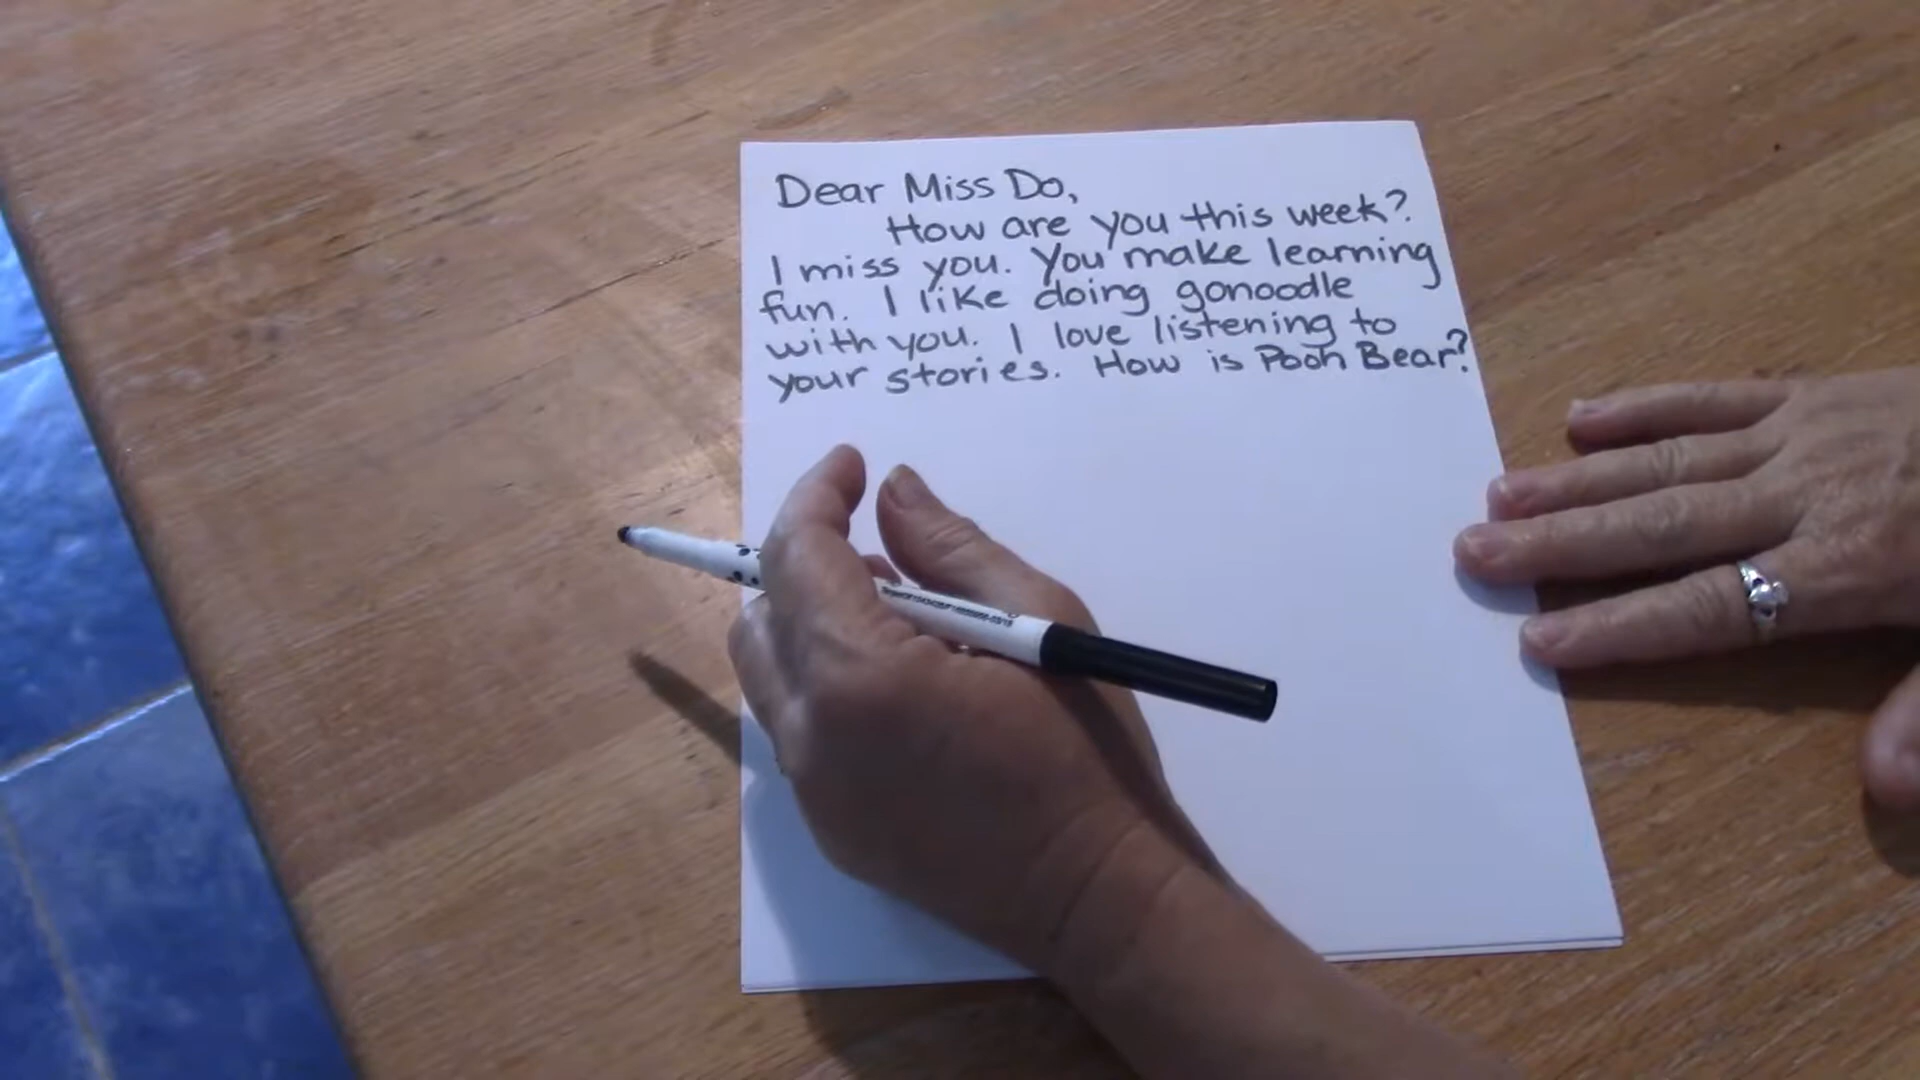 Dear Miss Do,
How are you this week?
I miss you. You make learning
fun. I like doing gonoodle
with you. I love listening to
your stories. How is Pooh Bear?